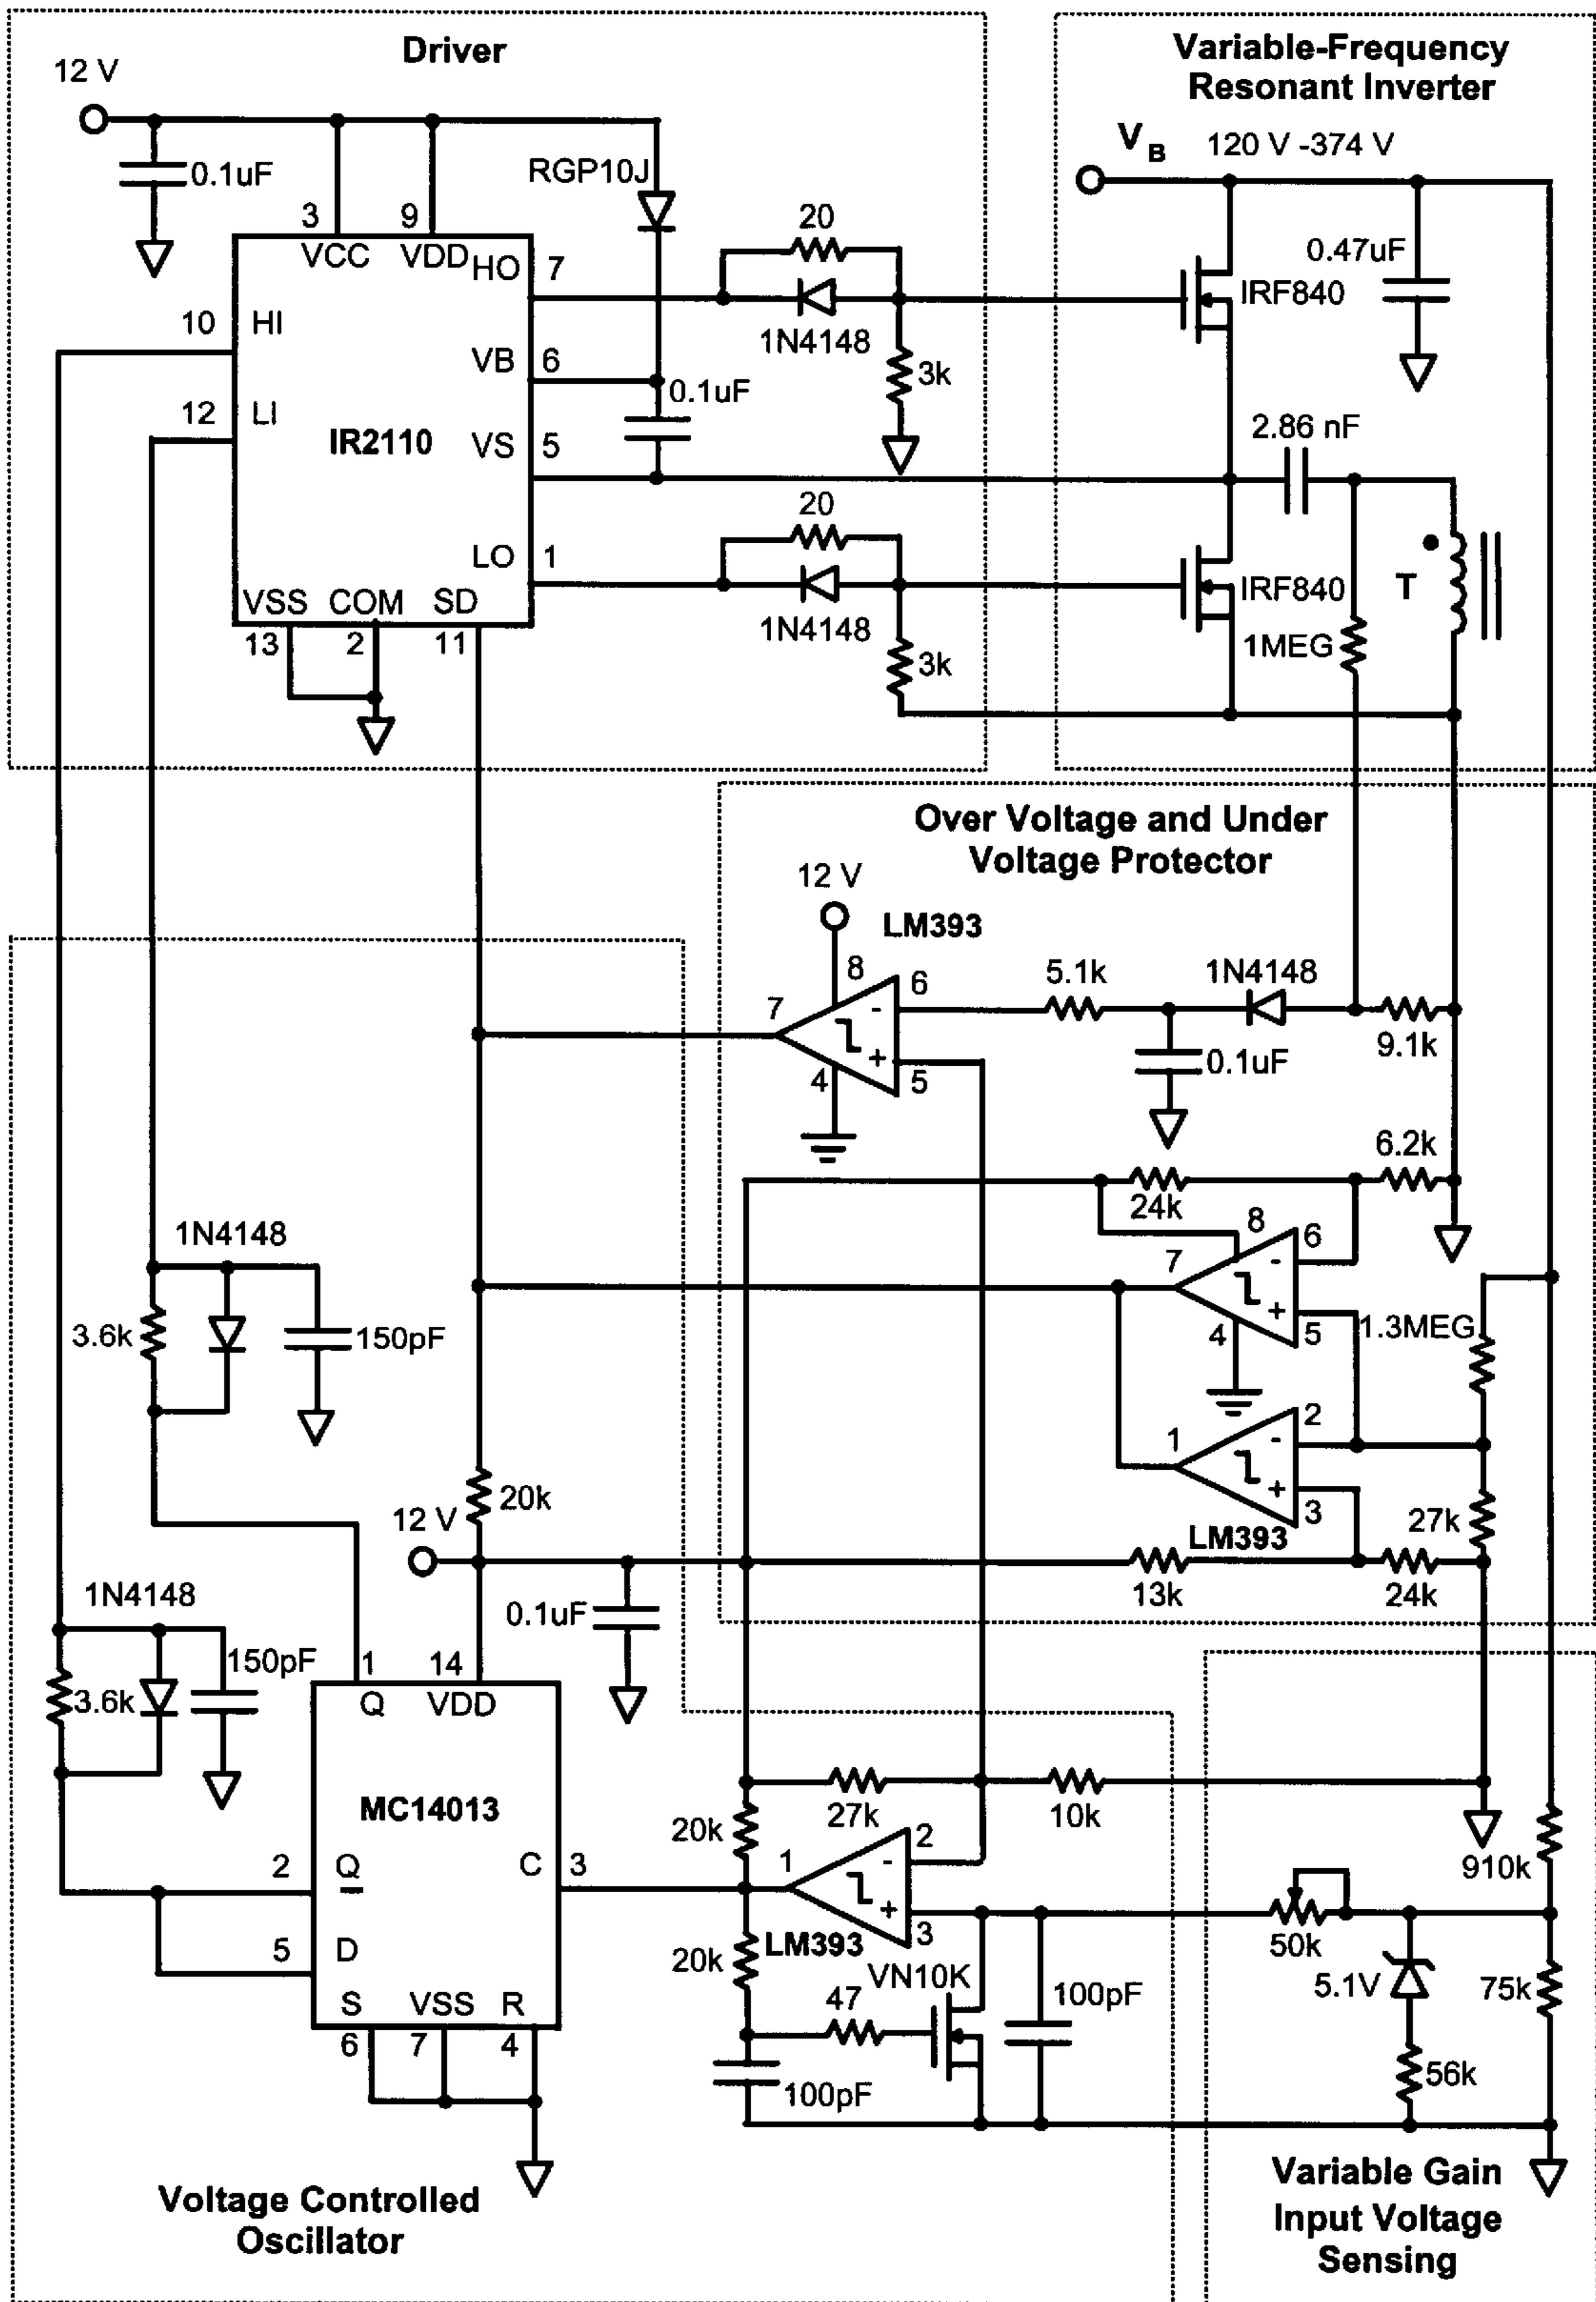 Driver
12 V
0.1uF
RGP10J
3
9
VCC
VDD
HO
7
20
1N4148
3k
10
HI
VB
6
0.1uF
12
LI
IR2110
VS
5
20
LO
1
1N4148
3k
VSS
COM
SD
13
2
11
Variable-Frequency
Resonant Inverter
VB
120 V -374 V
0.47uF
IRF840
2.86 nF
IRF840
T
1MEG
Over Voltage and Under
Voltage Protector
12 V
LM393
8
7
6
-
+
4
5
5.1k
1N4148
9.1k
0.1uF
6.2k
24k
8
7
6
-
+
4
5
1.3MEG
2
1
-
+
3
LM393
27k
13k
24k
1N4148
3.6k
150pF
20k
12 V
0.1uF
1N4148
3.6k
150pF
1
14
Q
VDD
MC14013
2
Q
C
3
5
D
S
VSS
R
6
7
4
27k
10k
20k
1
2
-
+
3
LM393
20k
VN10K
47
100pF
100pF
Voltage Controlled
Oscillator
910k
50k
5.1V
75k
56k
Variable Gain
Input Voltage
Sensing